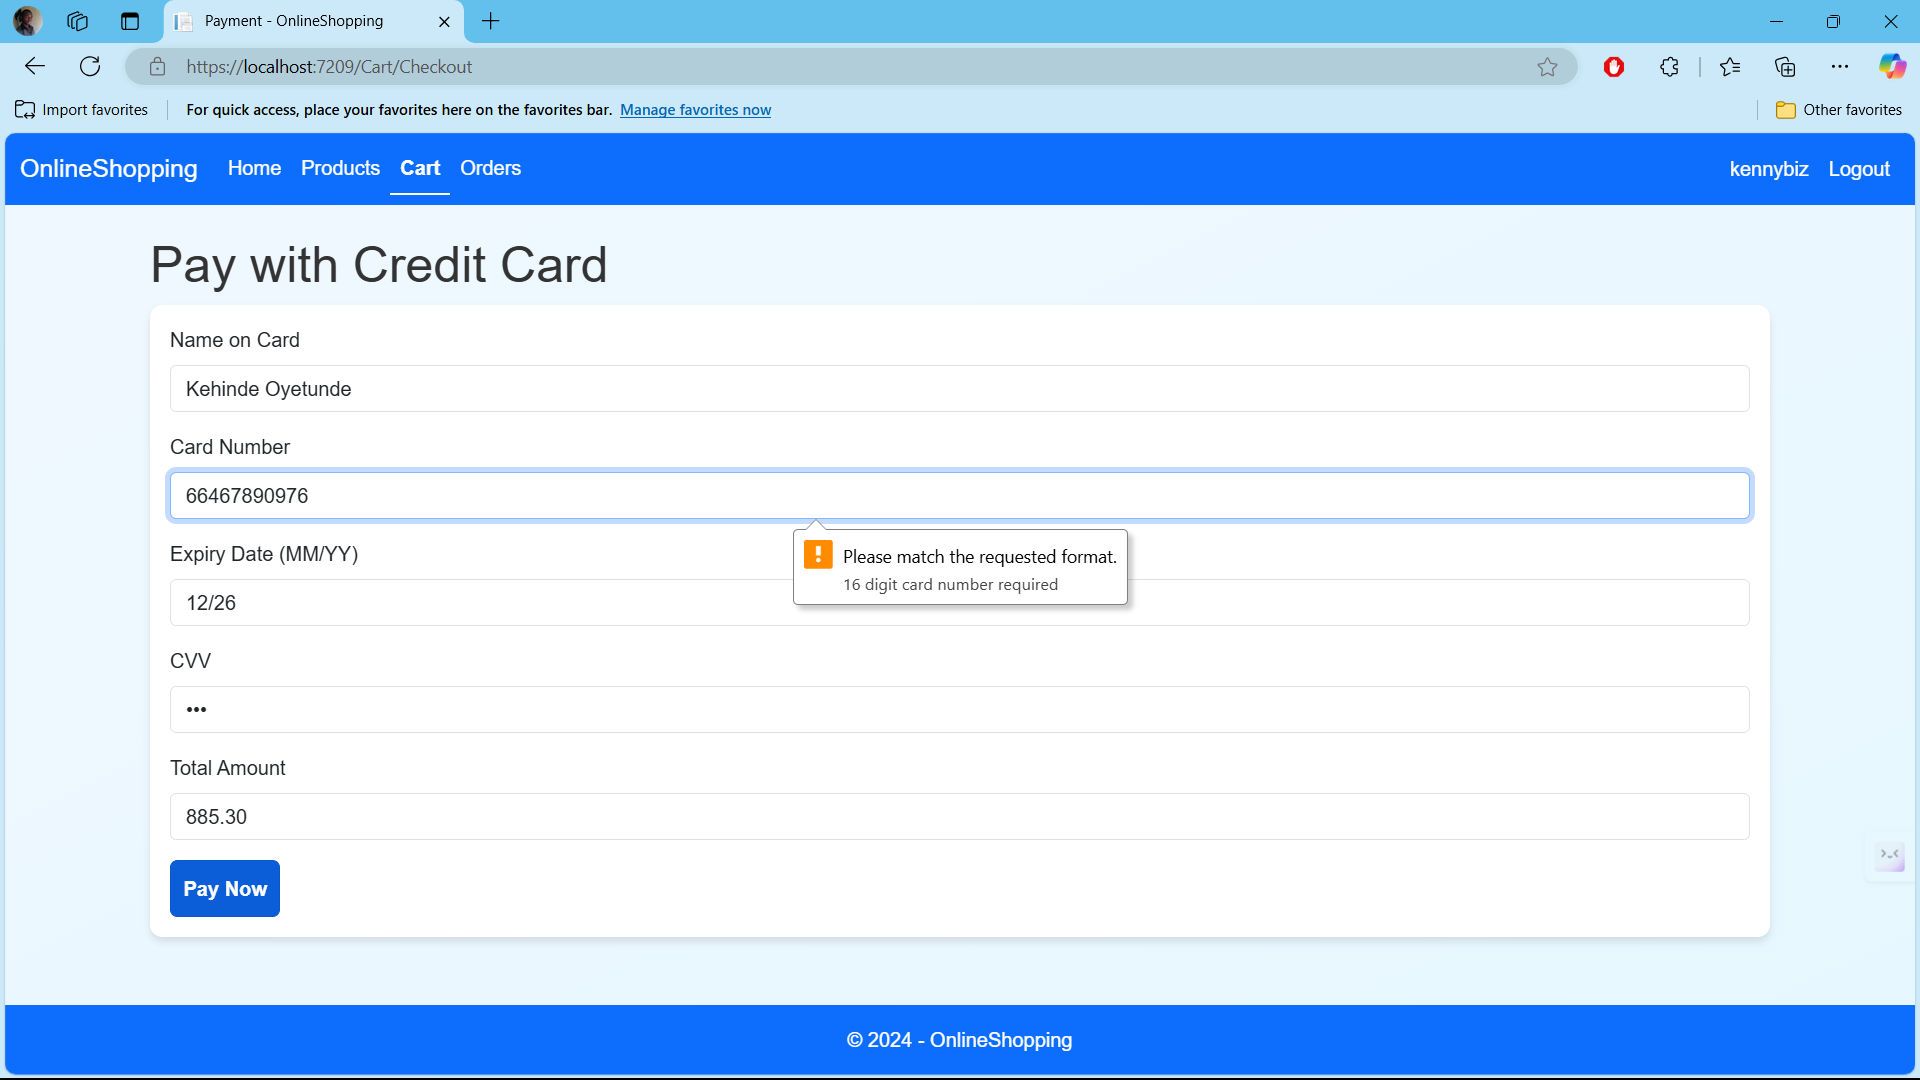 Payment - OnlineShopping
https://localhost:7209/Cart/Checkout
Import favorites
For quick access, place your favorites here on the favorites bar. Manage favorites now
Other favorites
OnlineShopping Home Products Cart Orders kennybiz Logout
Pay with Credit Card
Name on Card
Kehinde Oyetunde
Card Number
66467890976
Please match the requested format.
16 digit card number required
Expiry Date (MM/YY)
12/26
CVV
•••
Total Amount
885.30
Pay Now
© 2024 - OnlineShopping